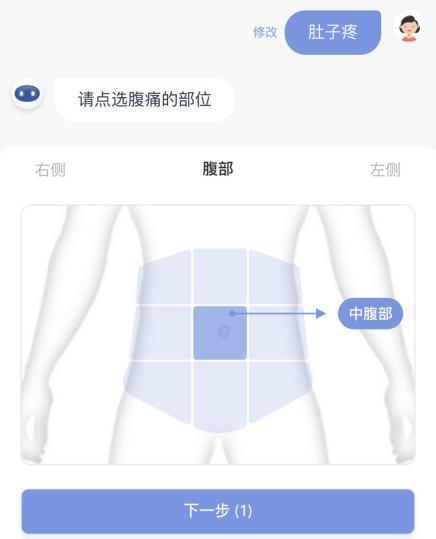 修改
肚子疼
请点选腹痛的部位
右侧
腹部
左侧
中腹部
下一步 (1)